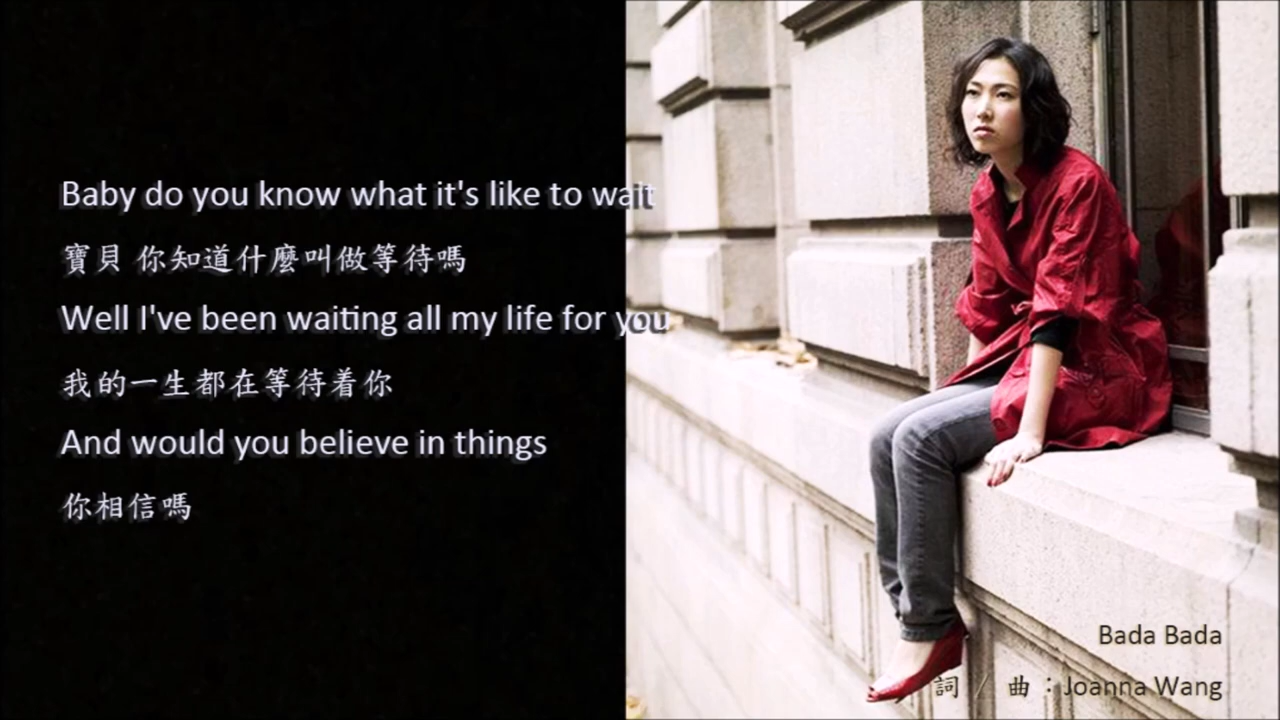 Baby do you know what it's like to wait
寶貝 你知道什麼叫做等待嗎
Well I've been waiting all my life for you
我的一生都在等待着你
And would you believe in things
你相信嗎
Bada Bada
詞 / 曲：Joanna Wang